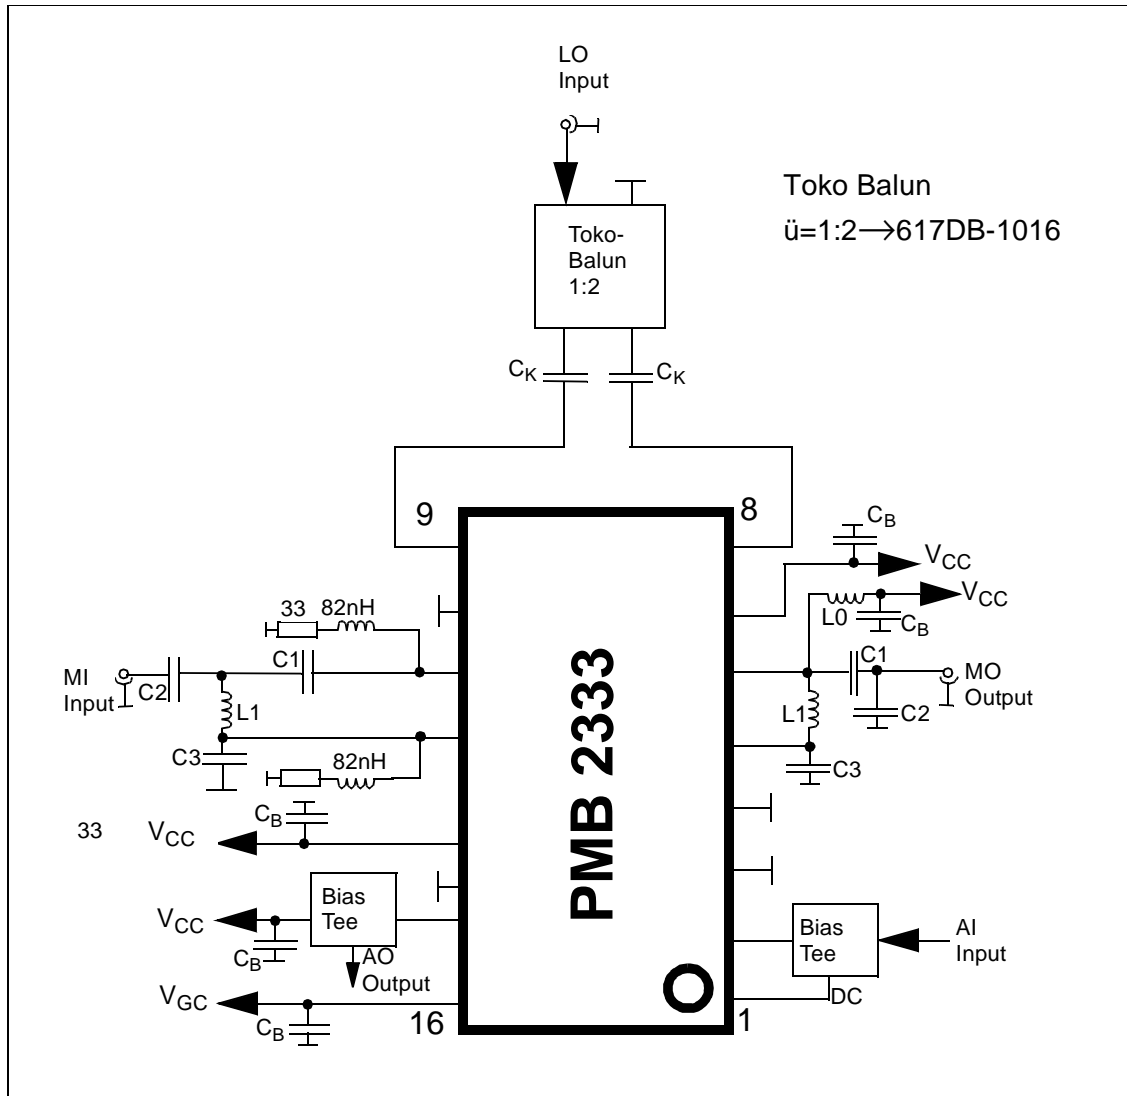 LO
Input
Toko Balun
ü=1:2→617DB-1016
Toko-
Balun
1:2
CK
CK
9
8
CB
VCC
VCC
L0
CB
33
82nH
C1
C1
MI
Input
C2
L1
MO
Output
L1
C2
C3
82nH
C3
CB
33
VCC
PMB 2333
Bias
Tee
VCC
CB
AO
Output
Bias
Tee
AI
Input
DC
VGC
CB
16
1